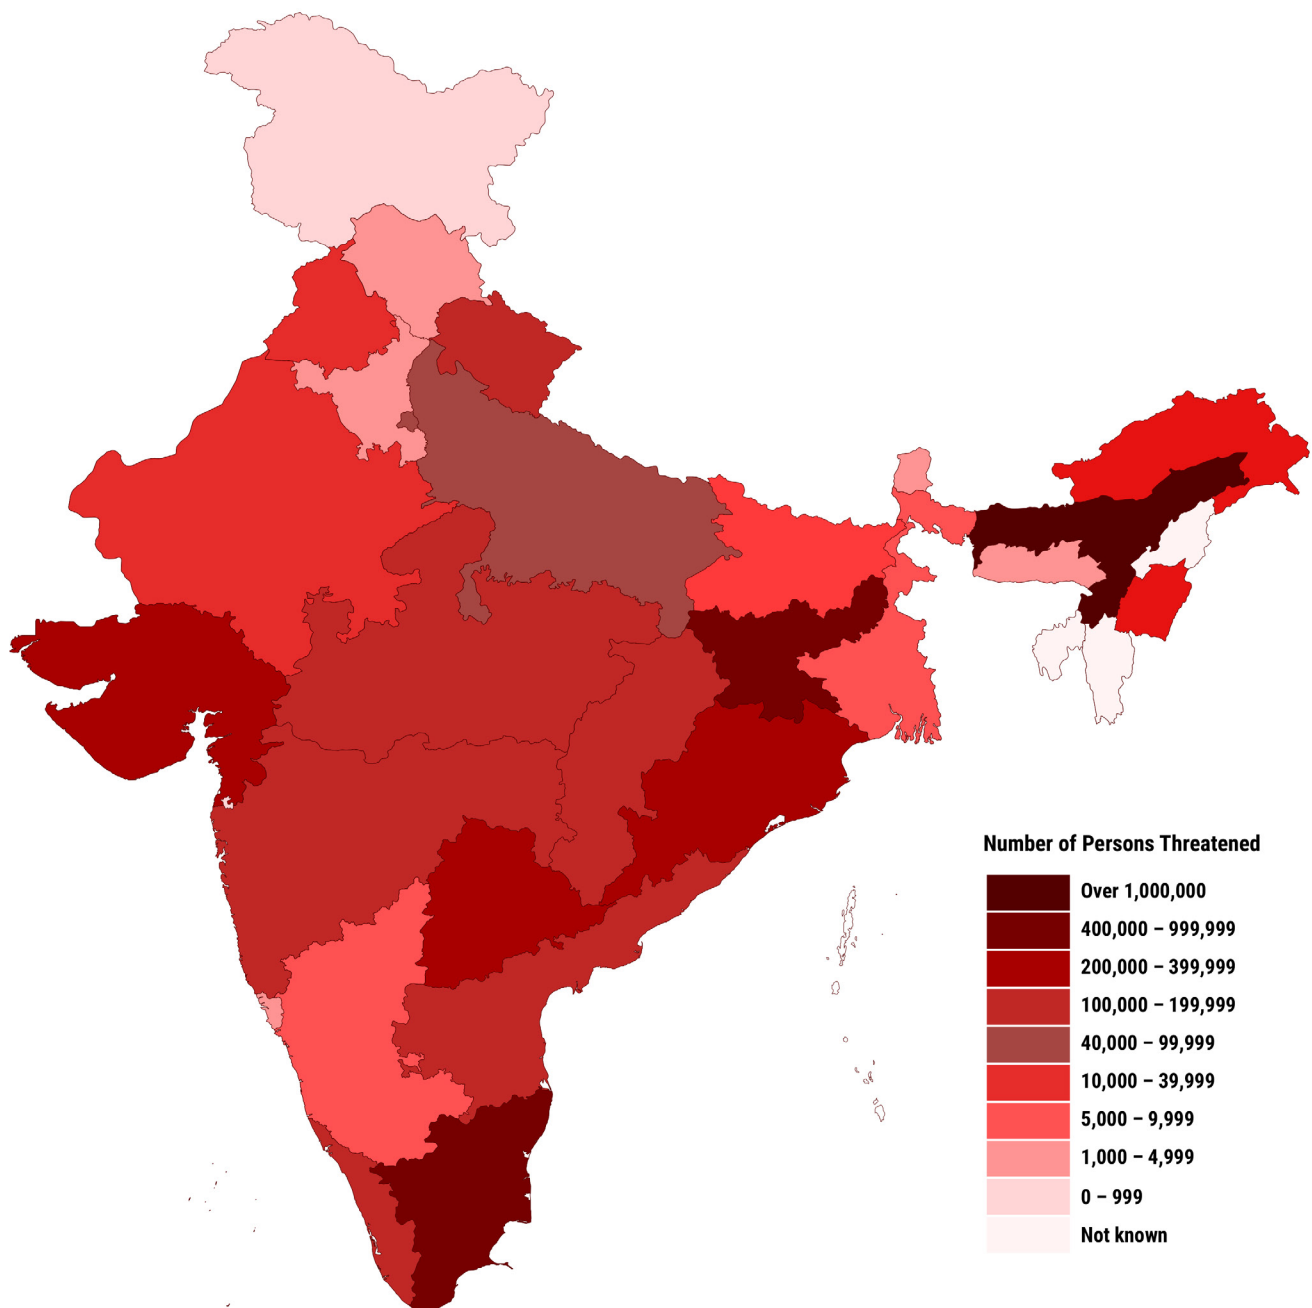 Number of Persons Threatened
Over 1,000,000
400,000 – 999,999
200,000 – 399,999
100,000 – 199,999
40,000 – 99,999
10,000 – 39,999
5,000 – 9,999
1,000 – 4,999
0 – 999
Not known